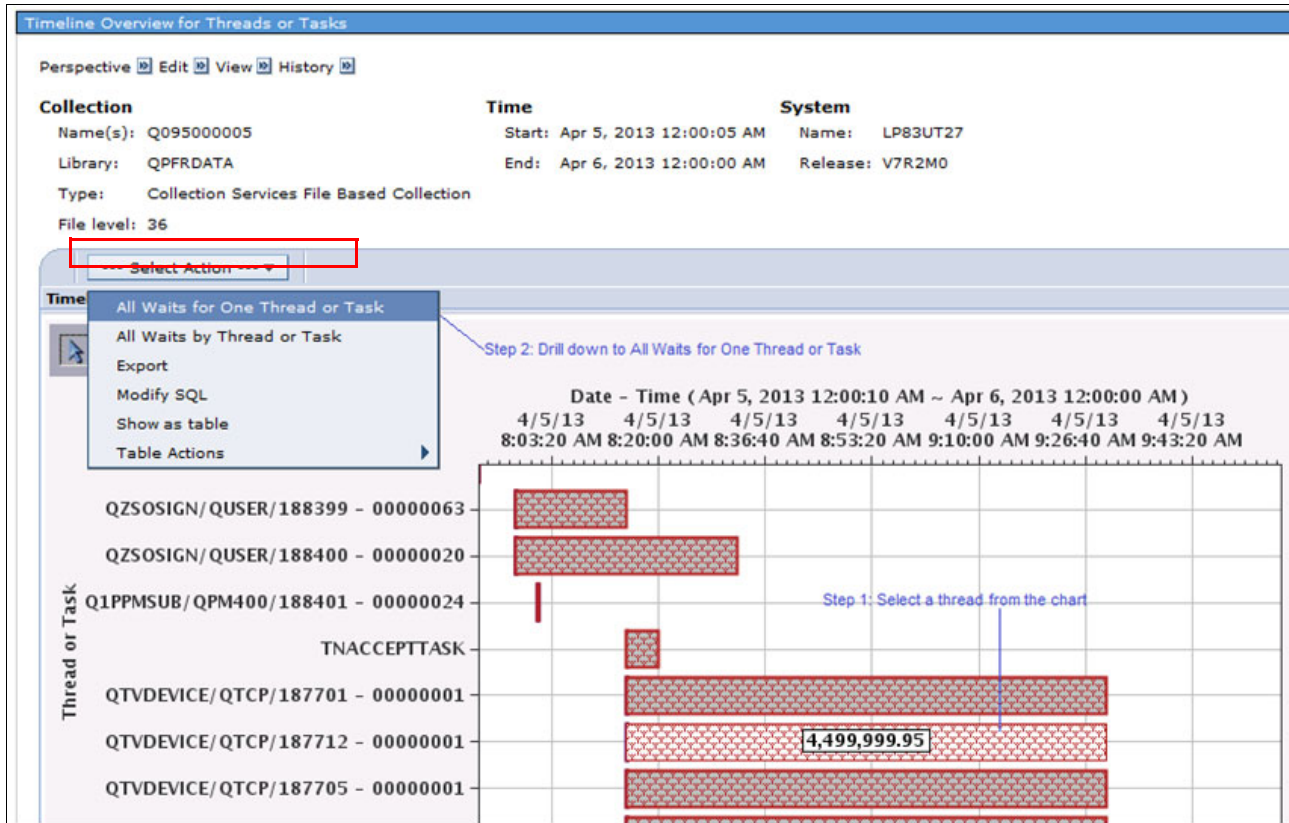 Timeline Overview for Threads or Tasks
Perspective Edit View History
Collection Time System
Name(s): Q095000005 Start: Apr 5, 2013 12:00:05 AM Name: LP83UT27
Library: QPFRDATA End: Apr 6, 2013 12:00:00 AM Release: V7R2M0
Type: Collection Services File Based Collection
File level: 36
--- Select Action ---
Time
All Waits for One Thread or Task
All Waits by Thread or Task
Export
Modify SQL
Show as table
Table Actions
Step 2: Drill down to All Waits for One Thread or Task
Date - Time (Apr 5, 2013 12:00:10 AM ~ Apr 6, 2013 12:00:00 AM)
4/5/13 4/5/13 4/5/13 4/5/13 4/5/13 4/5/13 4/5/13
8:03:20 AM 8:20:00 AM 8:36:40 AM 8:53:20 AM 9:10:00 AM 9:26:40 AM 9:43:20 AM
Thread or Task
QZSOSIGN/QUSER/188399 - 00000063
QZSOSIGN/QUSER/188400 - 00000020
Q1PPMSUB/QPM400/188401 - 00000024
Step 1: Select a thread from the chart
TNACCEPTTASK
QTVDEVICE/QTCP/187701 - 00000001
QTVDEVICE/QTCP/187712 - 00000001
4,499,999.95
QTVDEVICE/QTCP/187705 - 00000001